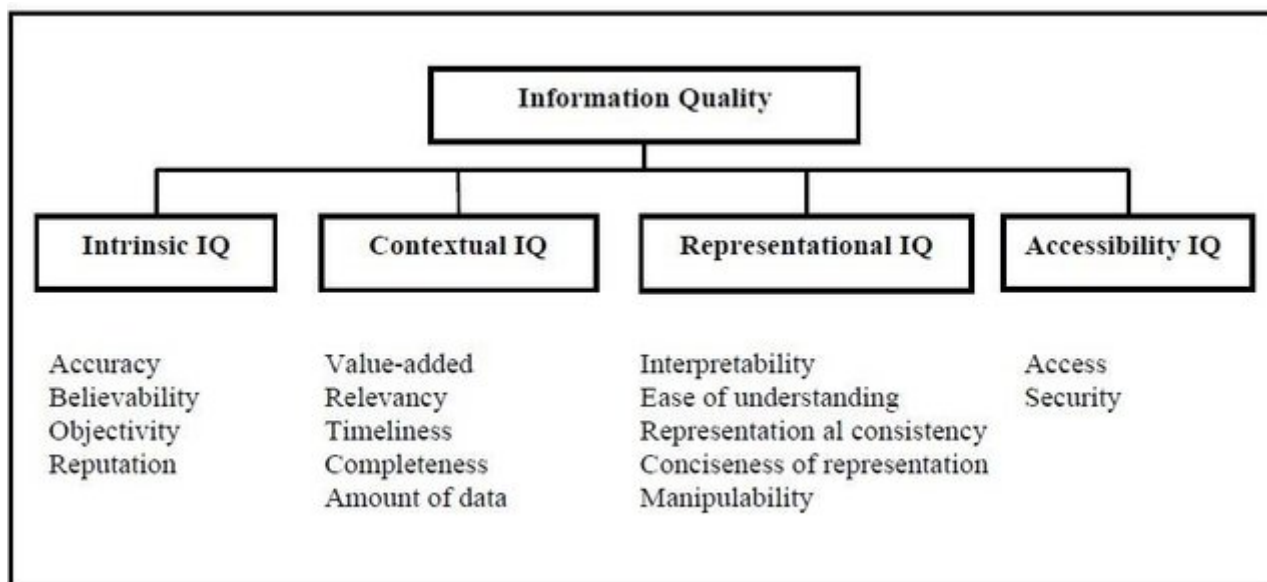 Information Quality
Intrinsic IQ
Contextual IQ
Representational IQ
Accessibility IQ
Accuracy
Believability
Objectivity
Reputation
Value-added
Relevancy
Timeliness
Completeness
Amount of data
Interpretability
Ease of understanding
Representation al consistency
Conciseness of representation
Manipulability
Access
Security